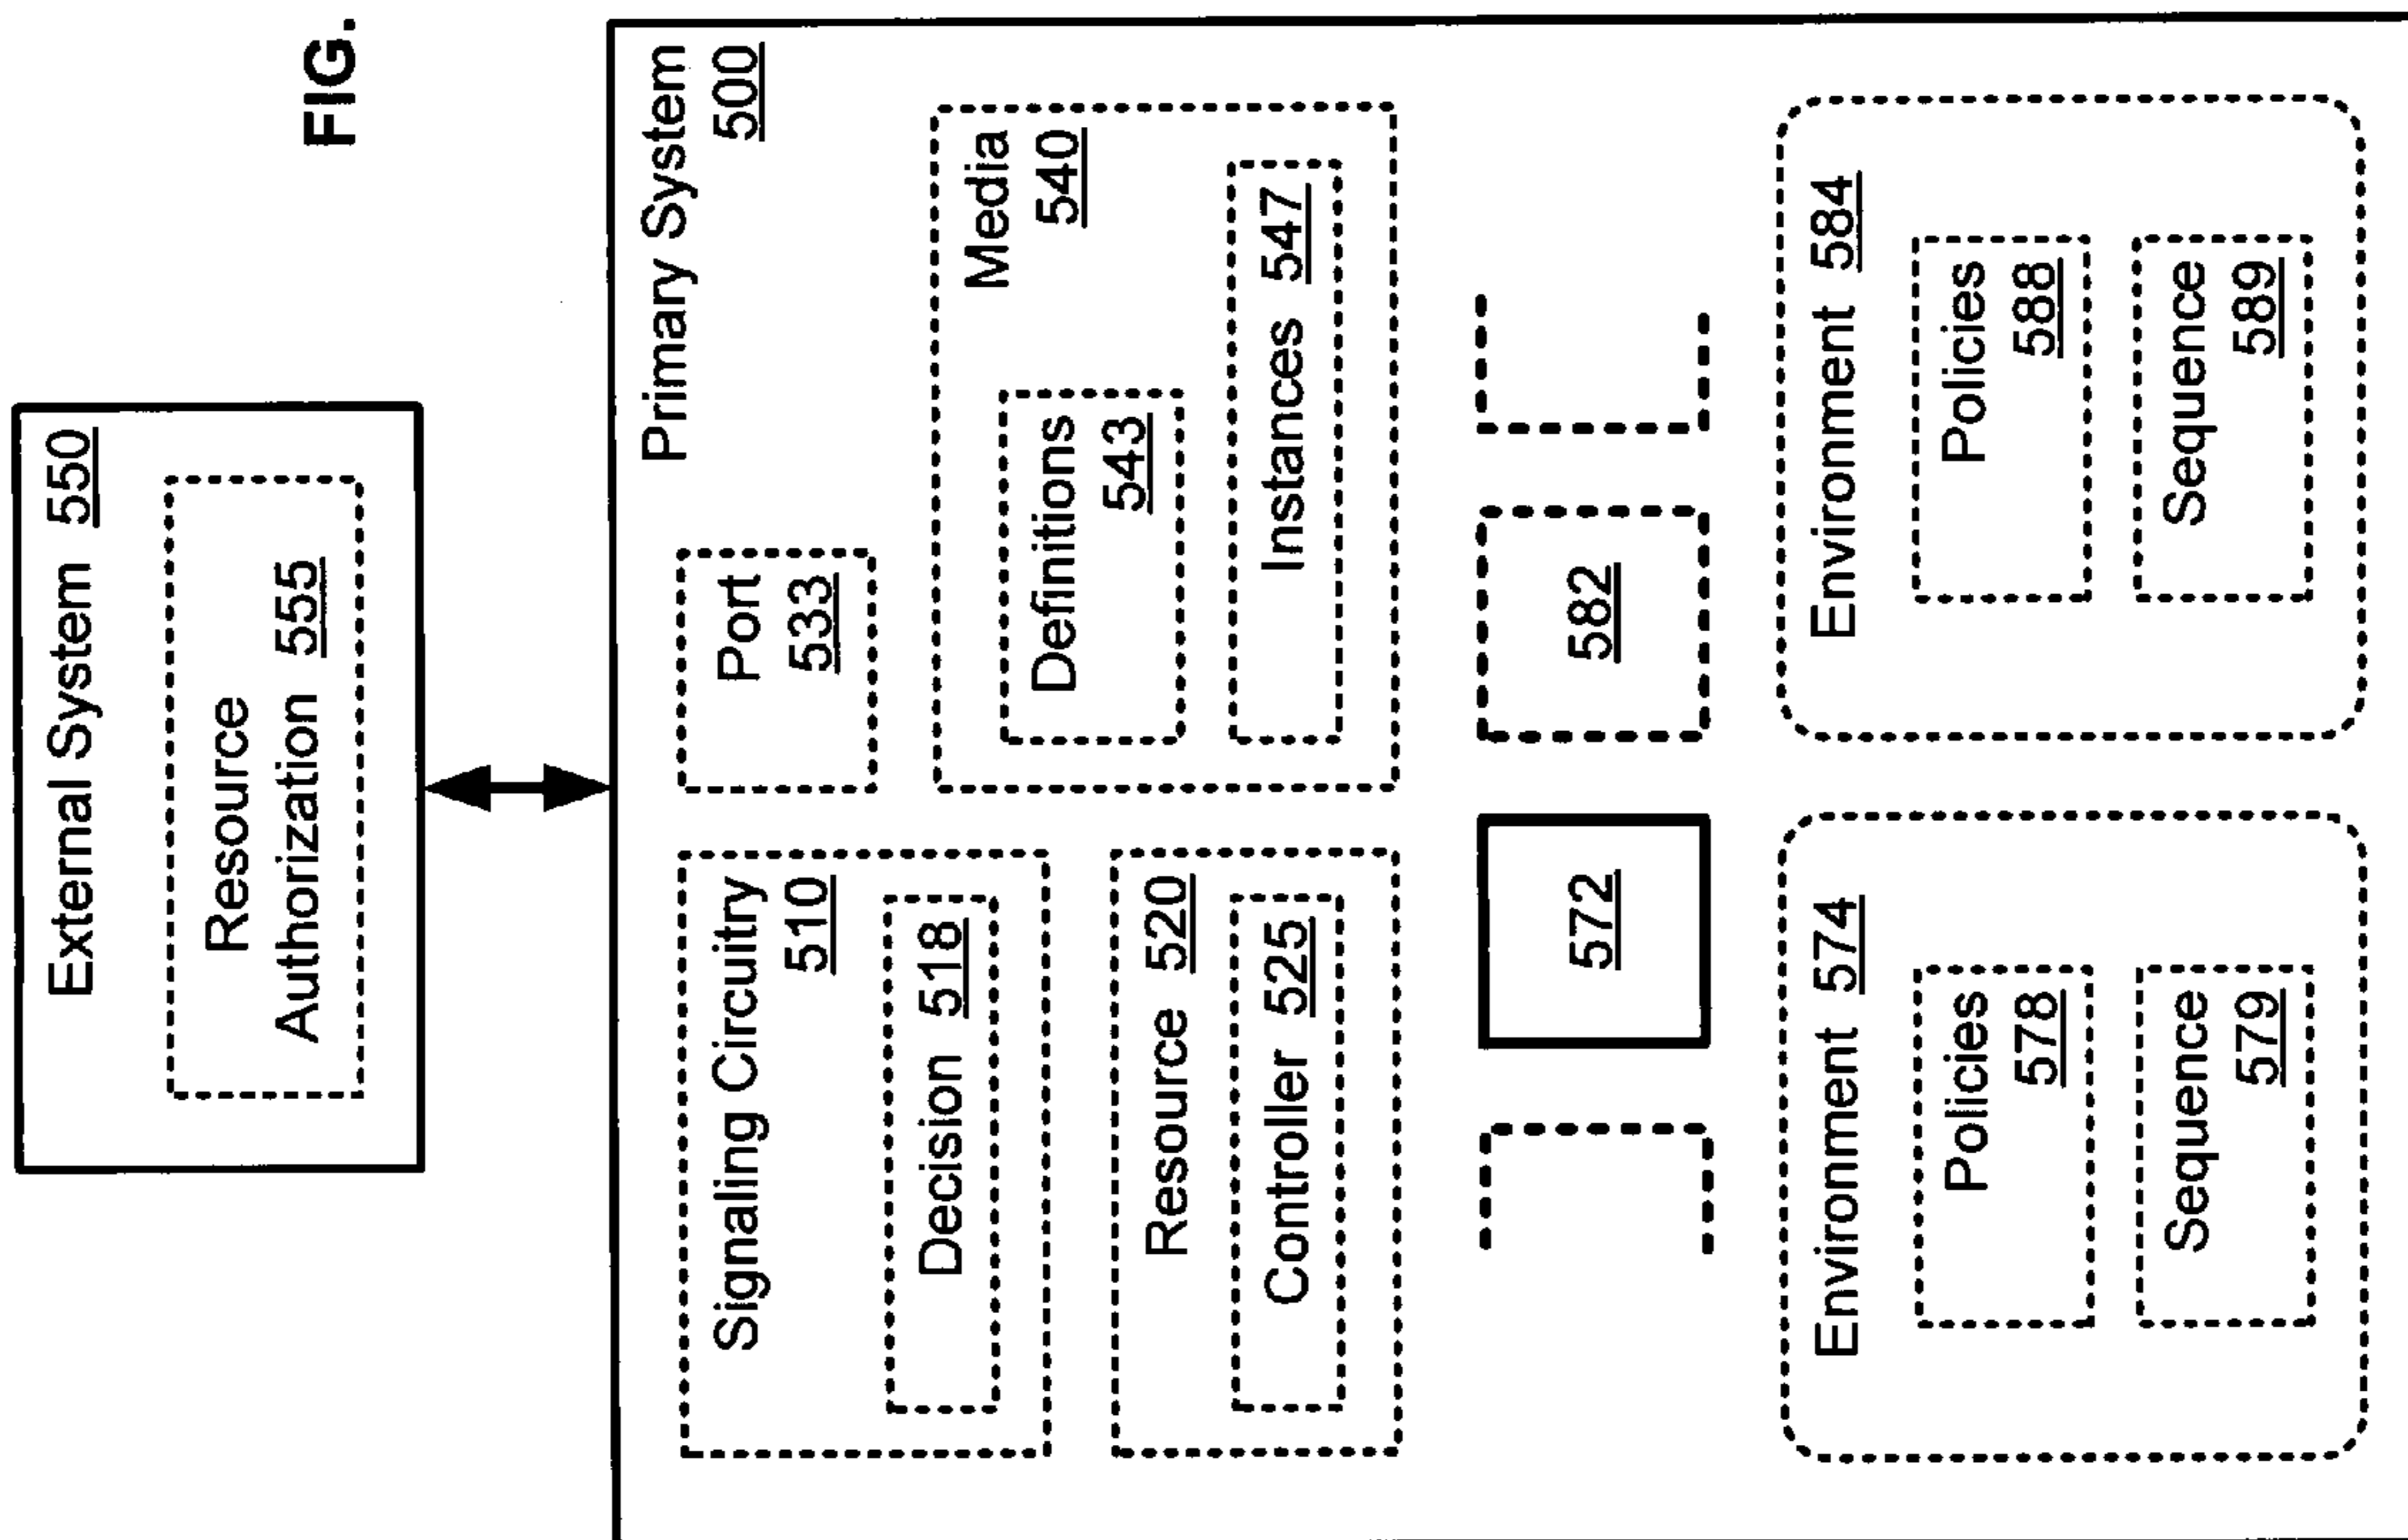 FIG.
External System 550
Resource
Authorization 555
Primary System
500
Signaling Circuitry
510
Decision 518
Port
533
Resource 520
Controller 525
Media
540
Definitions
543
Instances 547
572
582
Environment 574
Policies
578
Sequence
579
Environment 584
Policies
588
Sequence
589